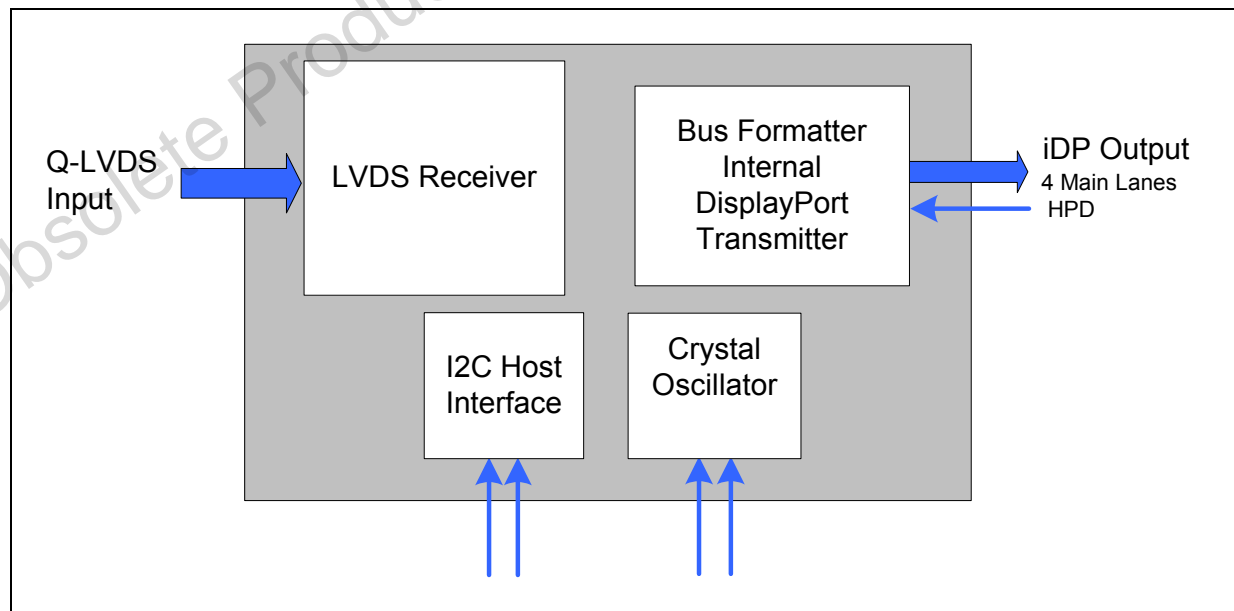 Obsolete Produc
Q-LVDS
Input
LVDS Receiver
Bus Formatter
Internal
DisplayPort
Transmitter
iDP Output
4 Main Lanes
HPD
I2C Host
Interface
Crystal
Oscillator